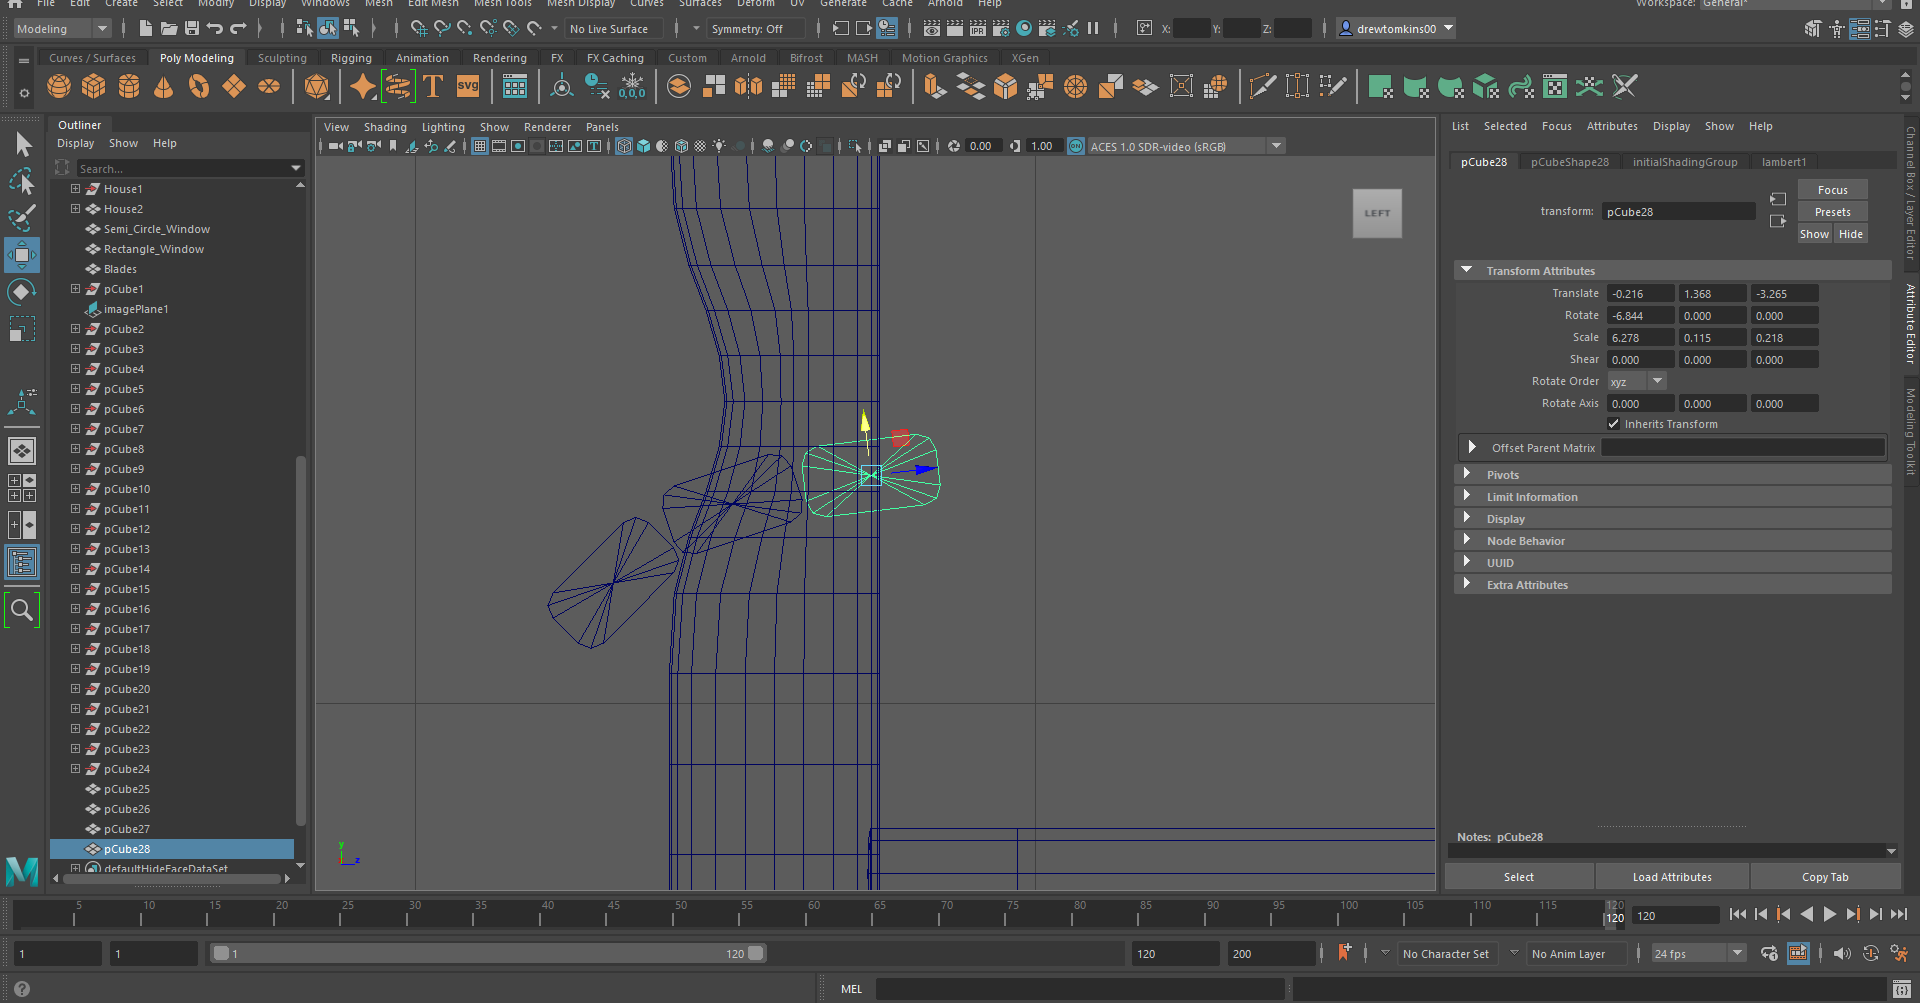 File Edit Create Select Modify Display Windows Mesh Edit Mesh Mesh Tools Mesh Display Curves Surfaces Deform UV Generate Cache Arnold Help Workspace: General*
Modeling No Live Surface Symmetry: Off IPR X: Y: Z: drewtomkins00
Curves / Surfaces Poly Modeling Sculpting Rigging Animation Rendering FX FX Caching Custom Arnold Bifrost MASH Motion Graphics XGen
T SVG 0,0,0
Outliner
Display Show Help
Search...
House1
House2
Semi_Circle_Window
Rectangle_Window
Blades
pCube1
imagePlane1
pCube2
pCube3
pCube4
pCube5
pCube6
pCube7
pCube8
pCube9
pCube10
pCube11
pCube12
pCube13
pCube14
pCube15
pCube16
pCube17
pCube18
pCube19
pCube20
pCube21
pCube22
pCube23
pCube24
pCube25
pCube26
pCube27
pCube28
defaultHideFaceDataSet
View Shading Lighting Show Renderer Panels
0.00 1.00 ON ACES 1.0 SDR-video (sRGB)
LEFT
y
z
List Selected Focus Attributes Display Show Help
pCube28 pCubeShape28 initialShadingGroup lambert1
Focus
transform: pCube28 Presets
Show Hide
Transform Attributes
Translate -0.216 1.368 -3.265
Rotate -6.844 0.000 0.000
Scale 6.278 0.115 0.218
Shear 0.000 0.000 0.000
Rotate Order xyz
Rotate Axis 0.000 0.000 0.000
Inherits Transform
Offset Parent Matrix
Pivots
Limit Information
Display
Node Behavior
UUID
Extra Attributes
Notes: pCube28
Select Load Attributes Copy Tab
Channel Box / Layer Editor
Attribute Editor
Modeling Toolkit
5 10 15 20 25 30 35 40 45 50 55 60 65 70 75 80 85 90 95 100 105 110 115 120
120 120
1 1 1 120 120 200 No Character Set No Anim Layer 24 fps
MEL